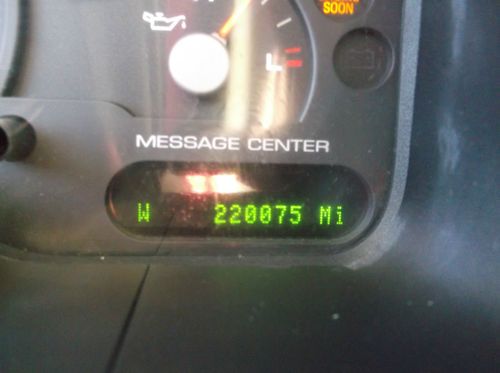 SOON
L
MESSAGE CENTER
W 220075 Mi